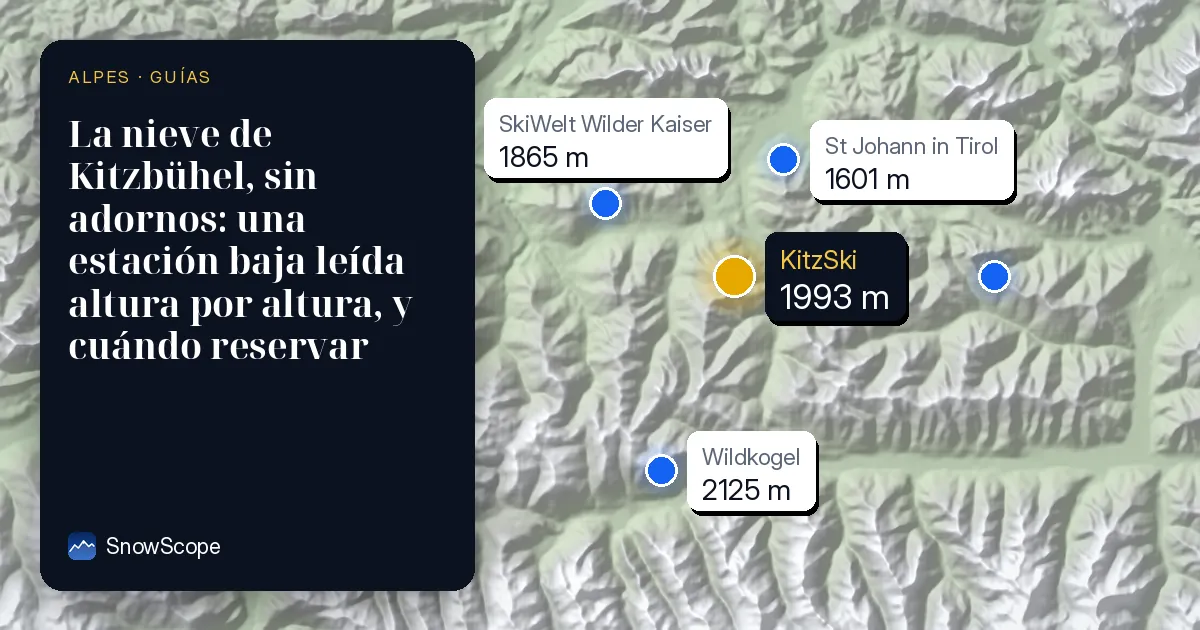 ALPES · GUÍAS
La nieve de
Kitzbühel, sin
adornos: una
estación baja leída
altura por altura, y
cuándo reservar
SnowScope
SkiWelt Wilder Kaiser
1865 m
St Johann in Tirol
1601 m
KitzSki
1993 m
Wildkogel
2125 m